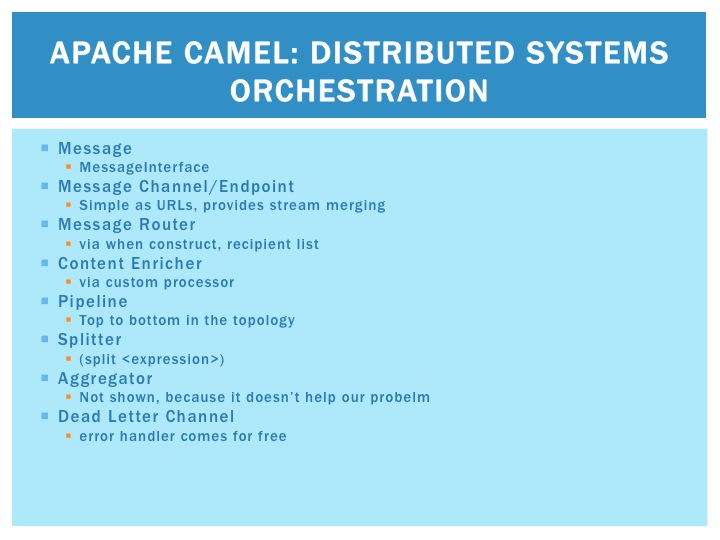 APACHE CAMEL: DISTRIBUTED SYSTEMS
ORCHESTRATION
Message
MessageInterface
Message Channel/Endpoint
Simple as URLs, provides stream merging
Message Router
via when construct, recipient list
Content Enricher
via custom processor
Pipeline
Top to bottom in the topology
Splitter
(split <expression>)
Aggregator
Not shown, because it doesn’t help our probelm
Dead Letter Channel
error handler comes for free